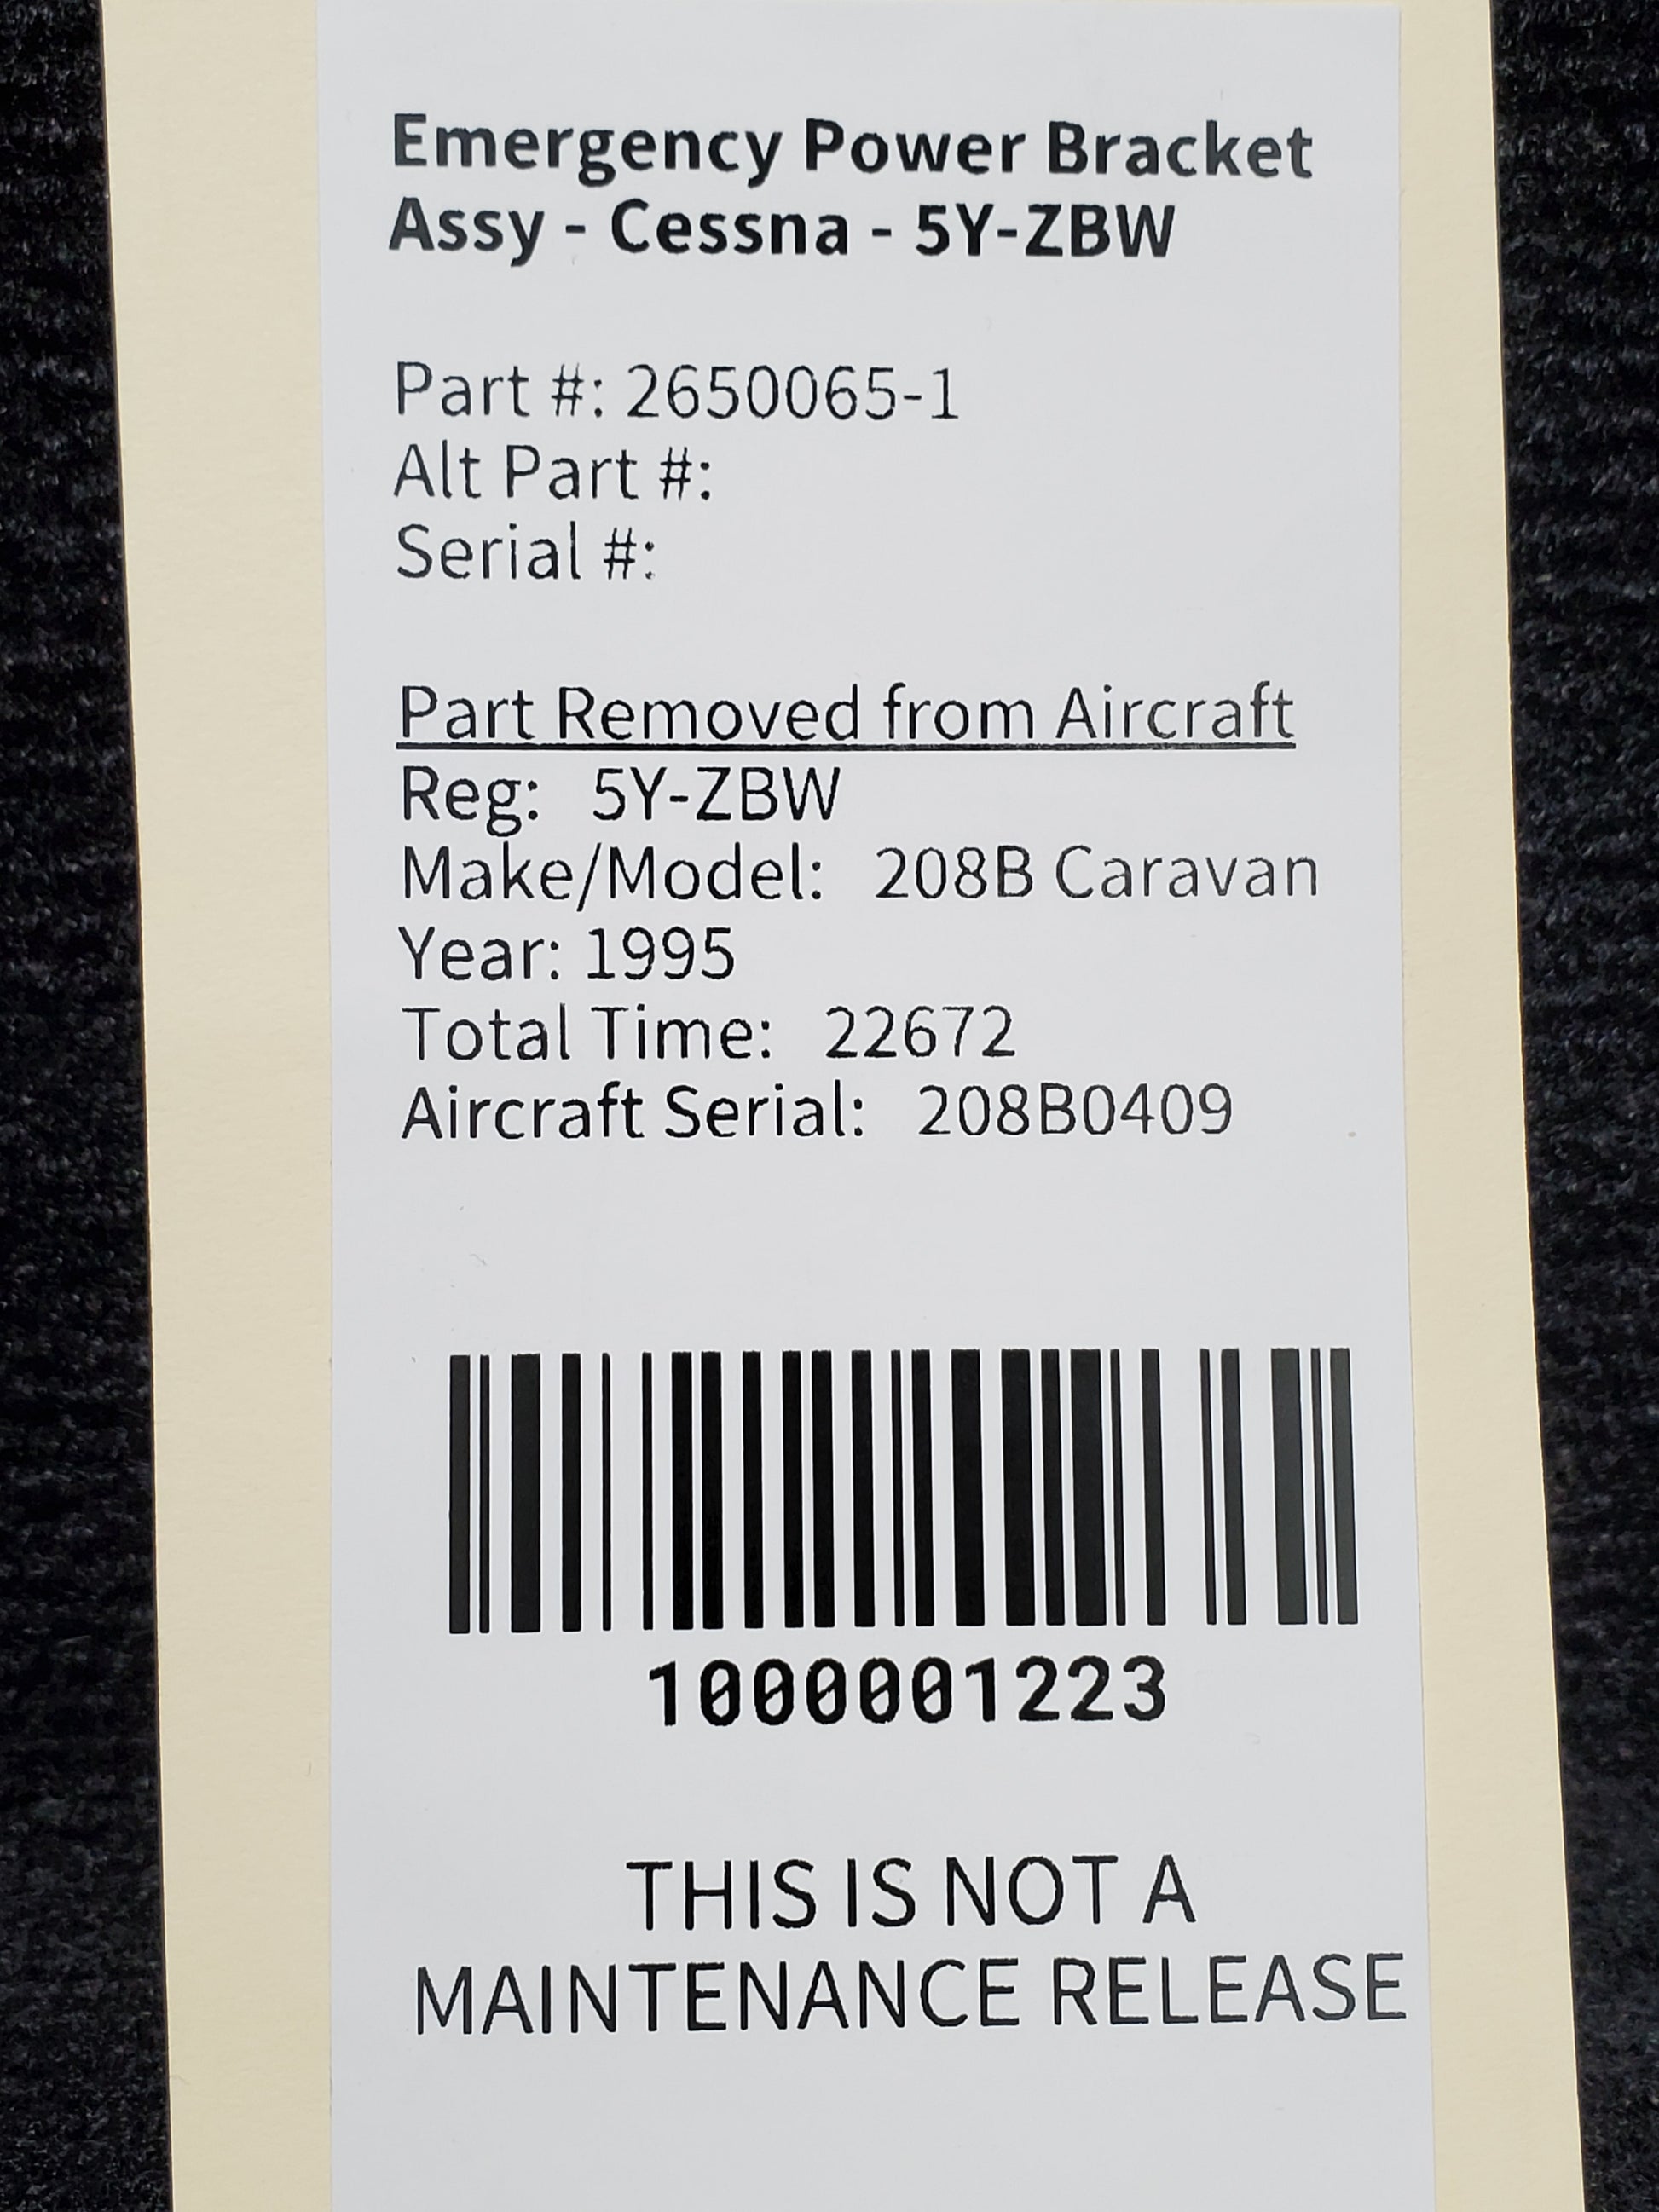 Emergency Power Bracket
Assy - Cessna - 5Y-ZBW
Part #: 2650065-1
Alt Part #:
Serial #:
Part Removed from Aircraft
Reg: 5Y-ZBW
Make/Model: 208B Caravan
Year: 1995
Total Time: 22672
Aircraft Serial: 208B0409
1000001223
THIS IS NOT A
MAINTENANCE RELEASE